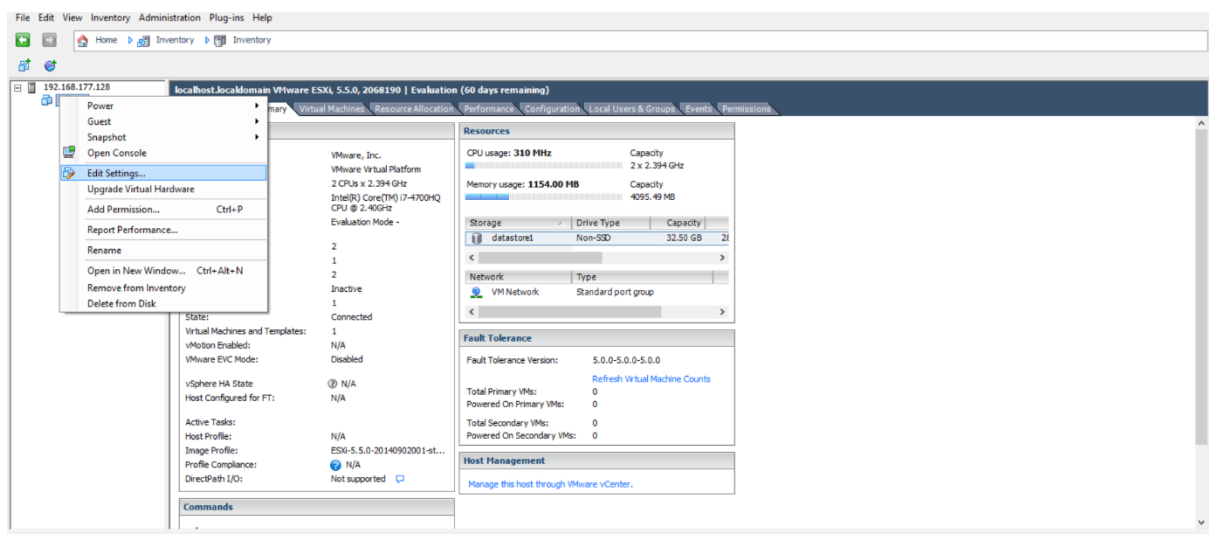 File Edit View Inventory Administration Plug-ins Help
Home Inventory Inventory
192.168.177.128
localhost.localdomain VMware ESXi, 5.5.0, 2068190 | Evaluation (60 days remaining)
mary Virtual Machines Resource Allocation Performance Configuration Local Users & Groups Events Permissions
Power
Guest
Snapshot
Open Console
Edit Settings...
Upgrade Virtual Hardware
Add Permission... Ctrl+P
Report Performance...
Rename
Open in New Window... Ctrl+Alt+N
Remove from Inventory
Delete from Disk
VMware, Inc.
VMware Virtual Platform
2 CPUs x 2.394 GHz
Intel(R) Core(TM) i7-4700HQ
CPU @ 2.40GHz
Evaluation Mode -
2
1
2
Inactive
1
State: Connected
Virtual Machines and Templates: 1
vMotion Enabled: N/A
VMware EVC Mode: Disabled
vSphere HA State N/A
Host Configured for FT: N/A
Active Tasks:
Host Profile: N/A
Image Profile: ESXi-5.5.0-20140902001-st...
Profile Compliance: N/A
DirectPath I/O: Not supported
Commands
Resources
CPU usage: 310 MHz Capacity
2 x 2.394 GHz
Memory usage: 1154.00 MB Capacity
4095.49 MB
Storage Drive Type Capacity
datastore1 Non-SSD 32.50 GB 28
Network Type
VM Network Standard port group
Fault Tolerance
Fault Tolerance Version: 5.0.0-5.0.0-5.0.0
Refresh Virtual Machine Counts
Total Primary VMs: 0
Powered On Primary VMs: 0
Total Secondary VMs: 0
Powered On Secondary VMs: 0
Host Management
Manage this host through VMware vCenter.